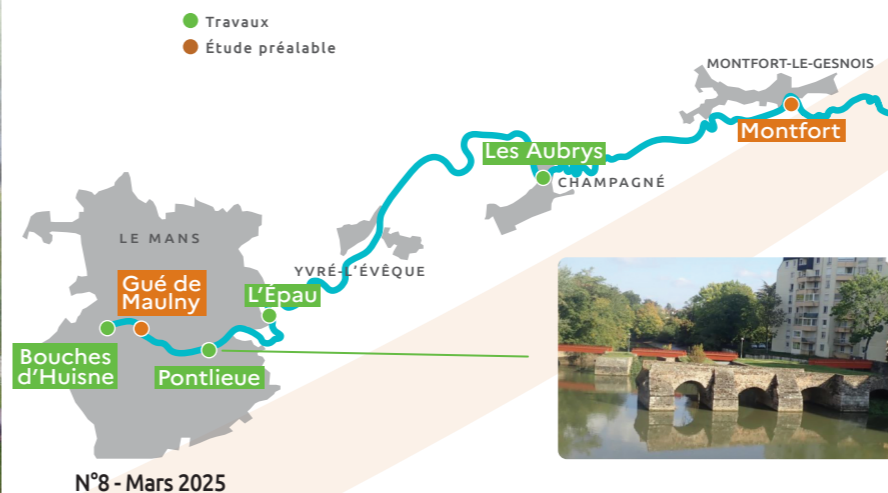 Travaux
Étude préalable
MONTFORT-LE-GESNOIS
Montfort
Les Aubrys
CHAMPAGNÉ
LE MANS
YVRÉ-L'ÉVÊQUE
Gué de
Maulny
L'Épau
Bouches
d'Huisne
Pontlieue
N°8 - Mars 2025